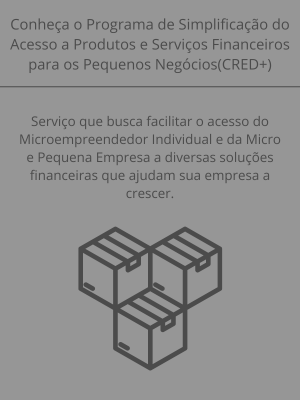 Conheça o Programa de Simplificação do
Acesso a Produtos e Serviços Financeiros
para os Pequenos Negócios(CRED+)
Serviço que busca facilitar o acesso do
Microempreendedor Individual e da Micro
e Pequena Empresa a diversas soluções
financeiras que ajudam sua empresa a
crescer.